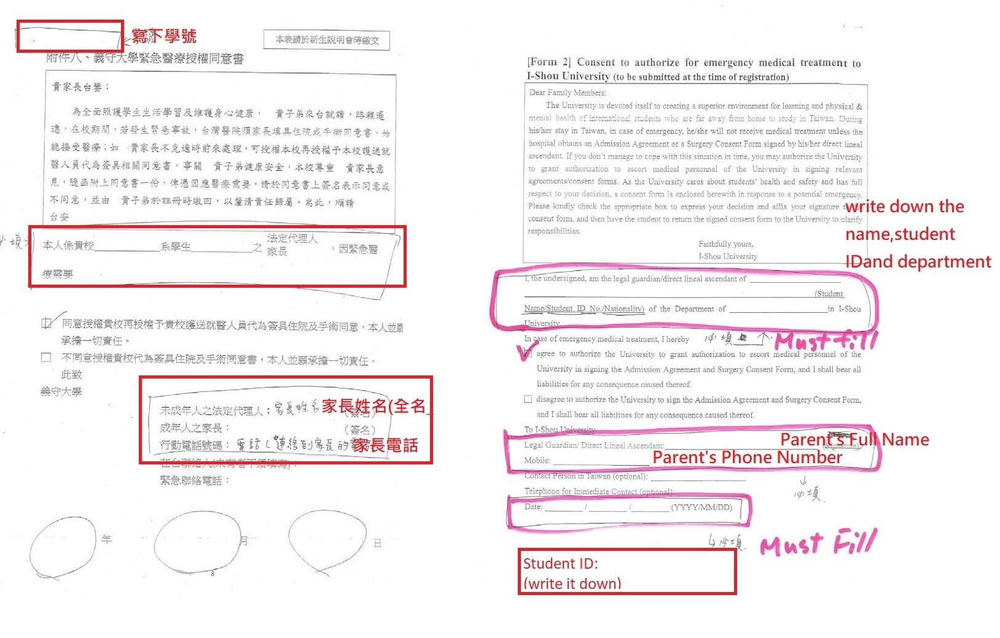 寫下學號
本表請於新生說明會時繳交
附件八、義守大學緊急醫療授權同意書
貴家長台鑒：
為全面照護學生生活學習及維護身心健康， 貴子弟來台就讀，路程遙
遠，在校期間，若發生緊急事故，台灣醫院須家長填具住院或手術同意書，始
能接受醫療；如 貴家長不克適時前來處理，可授權本校再授權予本校護送就
醫人員代為簽具相關同意書。事關 貴子弟健康安全，本校尊重 貴家長意
見，隨函附上同意書一份，俾憑因應醫療需要。請於同意書上簽名表示同意或
不同意，並由 貴子弟於註冊時繳回，以釐清責任歸屬。耑此，順請
台安
本人係貴校__________系學生__________之 法定代理人 家長 ，因緊急醫
療需要
同意授權貴校再授權予貴校護送就醫人員代為簽具住院及手術同意，本人並願
承擔一切責任。
不同意授權貴校代為簽具住院及手術同意書，本人並願承擔一切責任。
此致
義守大學
未成年人之法定代理人：家長姓名 家長姓名(全名_ (簽名)
成年人之家長： (簽名)
行動電話號碼：電話(連絡到家長的 家長電話
在台聯絡人(未有者不須填寫)：
緊急聯絡電話：
年 月 日
8
[Form 2] Consent to authorize for emergency medical treatment to
I-Shou University (to be submitted at the time of registration)
Dear Family Members:
The University is devoted itself to creating a superior environment for learning and physical &
mental health of international students who are far away from home to study in Taiwan. During
his/her stay in Taiwan, in case of emergency, he/she will not receive medical treatment unless the
hospital obtains an Admission Agreement or a Surgery Consent Form signed by his/her direct lineal
ascendant. If you don't manage to cope with this situation in time, you may authorize the University
to grant authorization to escort medical personnel of the University in signing relevant
agreements/consent forms. As the University cares about students' health and safety and has full
respect to your decision, a consent form is enclosed herewith in response to a potential emergency.
Please kindly check the appropriate box to express your decision and affix your signature
consent form, and then have the student to return the signed consent form to the University to clarify
responsibilities.
Faithfully yours,
I-Shou University
write down the
name,student
IDand department
I, the undersigned, am the legal guardian/direct lineal ascendant of ____________________
(Student
Name/Student ID No./Nationality) of the Department of ____________________in I-Shou
University.
In case of emergency medical treatment, I hereby 必填 Must fill
agree to authorize the University to grant authorization to escort medical personnel of the
University in signing the Admission Agreement and Surgery Consent Form, and I shall bear all
liabilities for any consequence caused thereof.
disagree to authorize the University to sign the Admission Agreement and Surgery Consent Form,
and I shall bear all liabilities for any consequence caused thereof.
To I-Shou University
Legal Guardian/ Direct Lineal Ascendant: Parent's Full Name (Signature)
Mobile: Parent's Phone Number
Contact Person in Taiwan (optional):
Telephone for Immediate Contact (optional):
必填
Date: ________ / ________ / ________ (YYYY/MM/DD)
必填 Must Fill
Student ID:
(write it down)